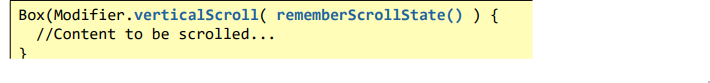 Box(Modifier.verticalScroll( rememberScrollState() ) {
  //Content to be scrolled...
}